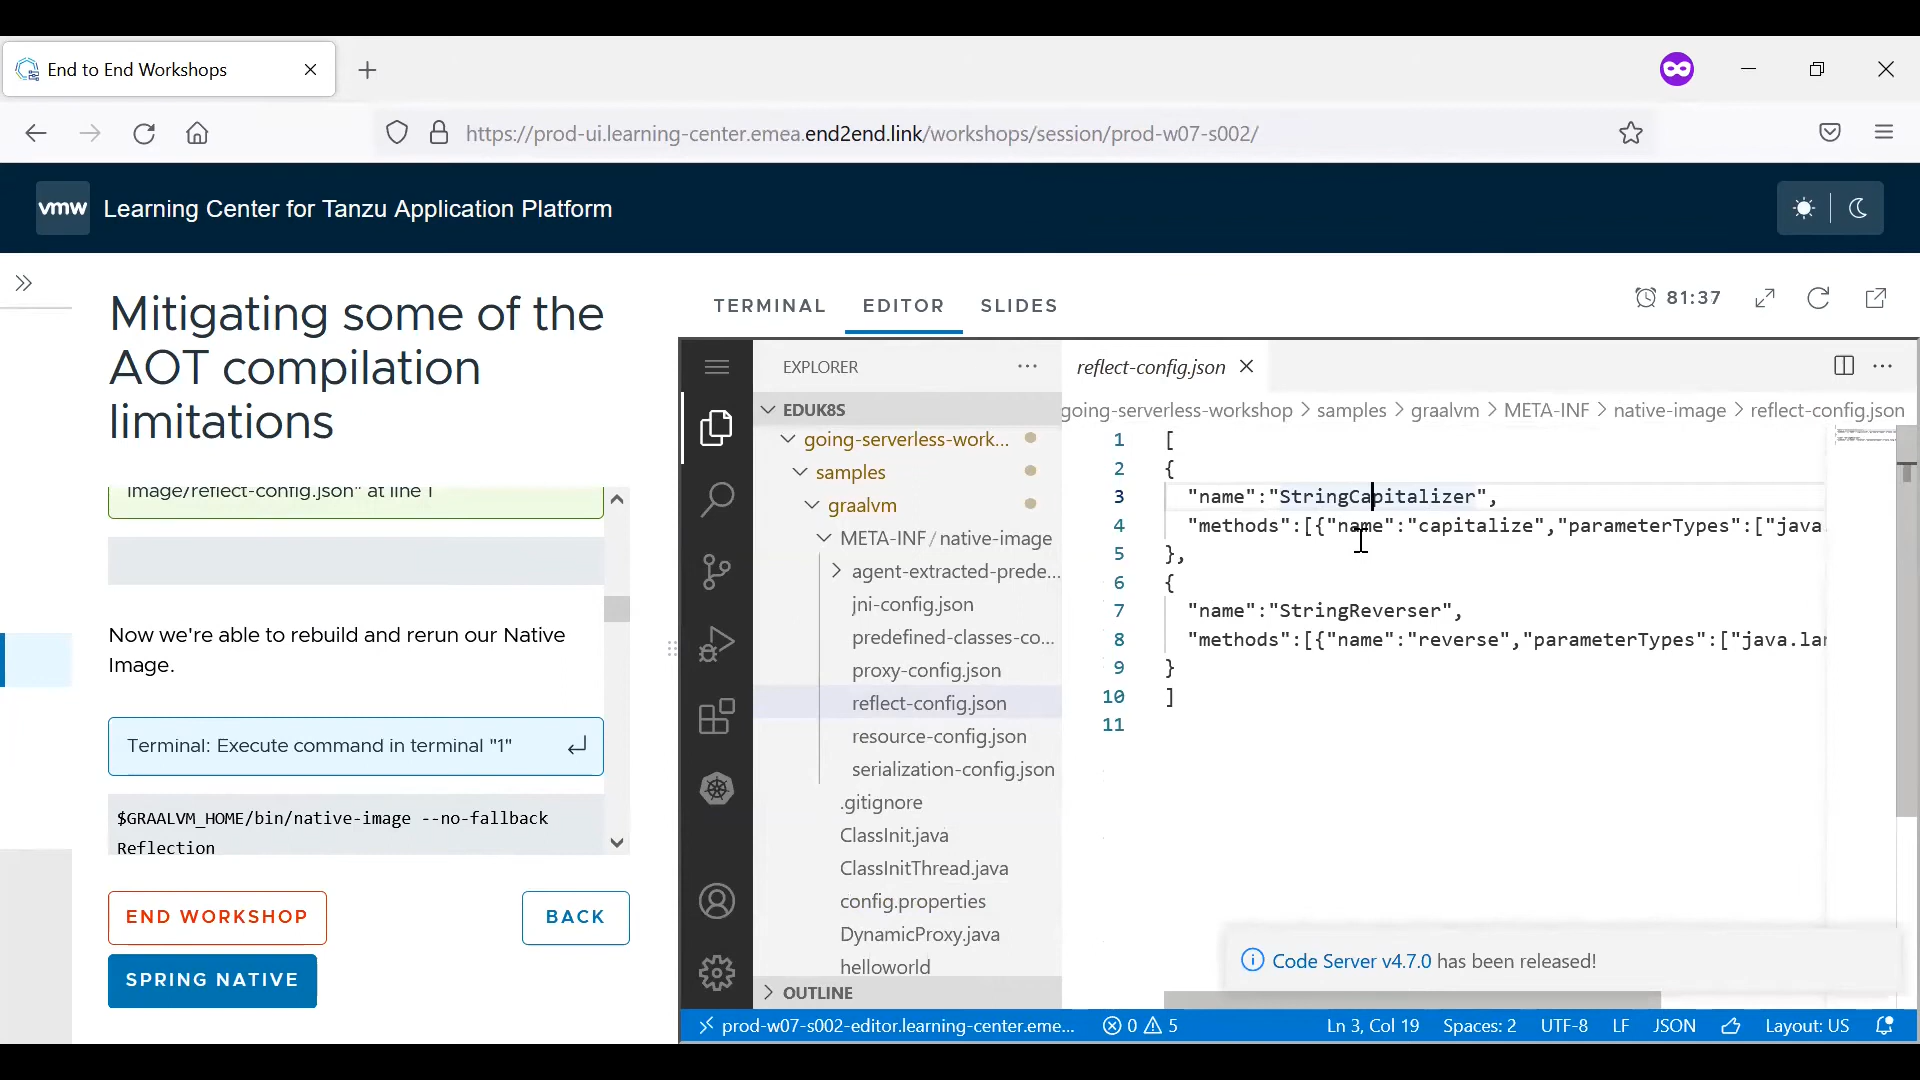 End to End Workshops
https://prod-ui.learning-center.emea.end2end.link/workshops/session/prod-w07-s002/
vmw
Learning Center for Tanzu Application Platform
Mitigating some of the
AOT compilation
limitations
image/reflect-config.json" at line 1
Now we're able to rebuild and rerun our Native
Image.
Terminal: Execute command in terminal "1"
$GRAALVM_HOME/bin/native-image --no-fallback
Reflection
END WORKSHOP
BACK
SPRING NATIVE
TERMINAL
EDITOR
SLIDES
81:37
EXPLORER
EDUK8S
going-serverless-work...
samples
graalvm
META-INF / native-image
agent-extracted-prede...
jni-config.json
predefined-classes-co...
proxy-config.json
reflect-config.json
resource-config.json
serialization-config.json
.gitignore
ClassInit.java
ClassInitThread.java
config.properties
DynamicProxy.java
helloworld
OUTLINE
reflect-config.json
going-serverless-workshop > samples > graalvm > META-INF > native-image > reflect-config.json
1 [
2 {
3 "name":"StringCapitalizer",
4 "methods":[{"name":"capitalize","parameterTypes":["java.
5 },
6 {
7 "name":"StringReverser",
8 "methods":[{"name":"reverse","parameterTypes":["java.lan
9 }
10 ]
11
Code Server v4.7.0 has been released!
prod-w07-s002-editor.learning-center.eme...
0
5
Ln 3, Col 19
Spaces: 2
UTF-8
LF
JSON
Layout: US